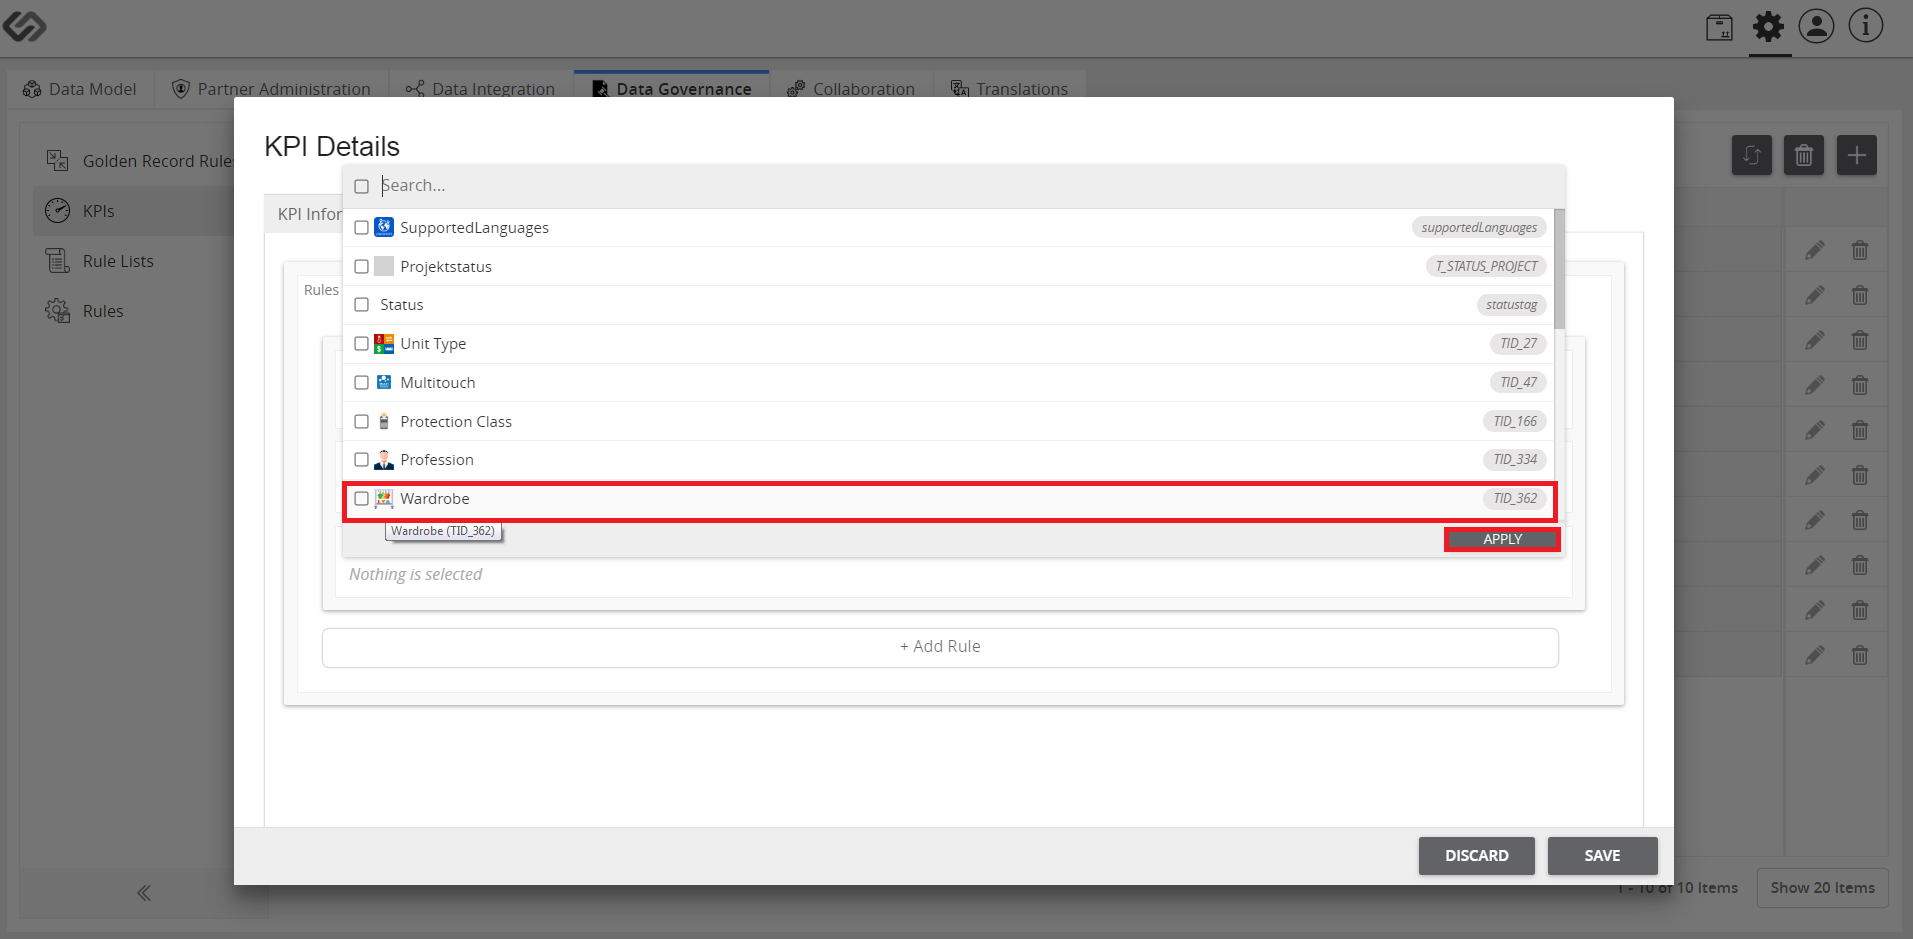 Data Model
Partner Administration
Data Integration
Data Governance
Collaboration
Translations
Golden Record Rules
KPIs
Rule Lists
Rules
KPI Details
KPI Infor
Rules
Search...
SupportedLanguages supportedLanguages
Projektstatus T_STATUS_PROJECT
Status statustag
Unit Type TID_27
Multitouch TID_47
Protection Class TID_166
Profession TID_334
Wardrobe TID_362
Wardrobe (TID_362)
APPLY
Nothing is selected
+ Add Rule
DISCARD
SAVE
1 - 10 of 10 Items
Show 20 Items